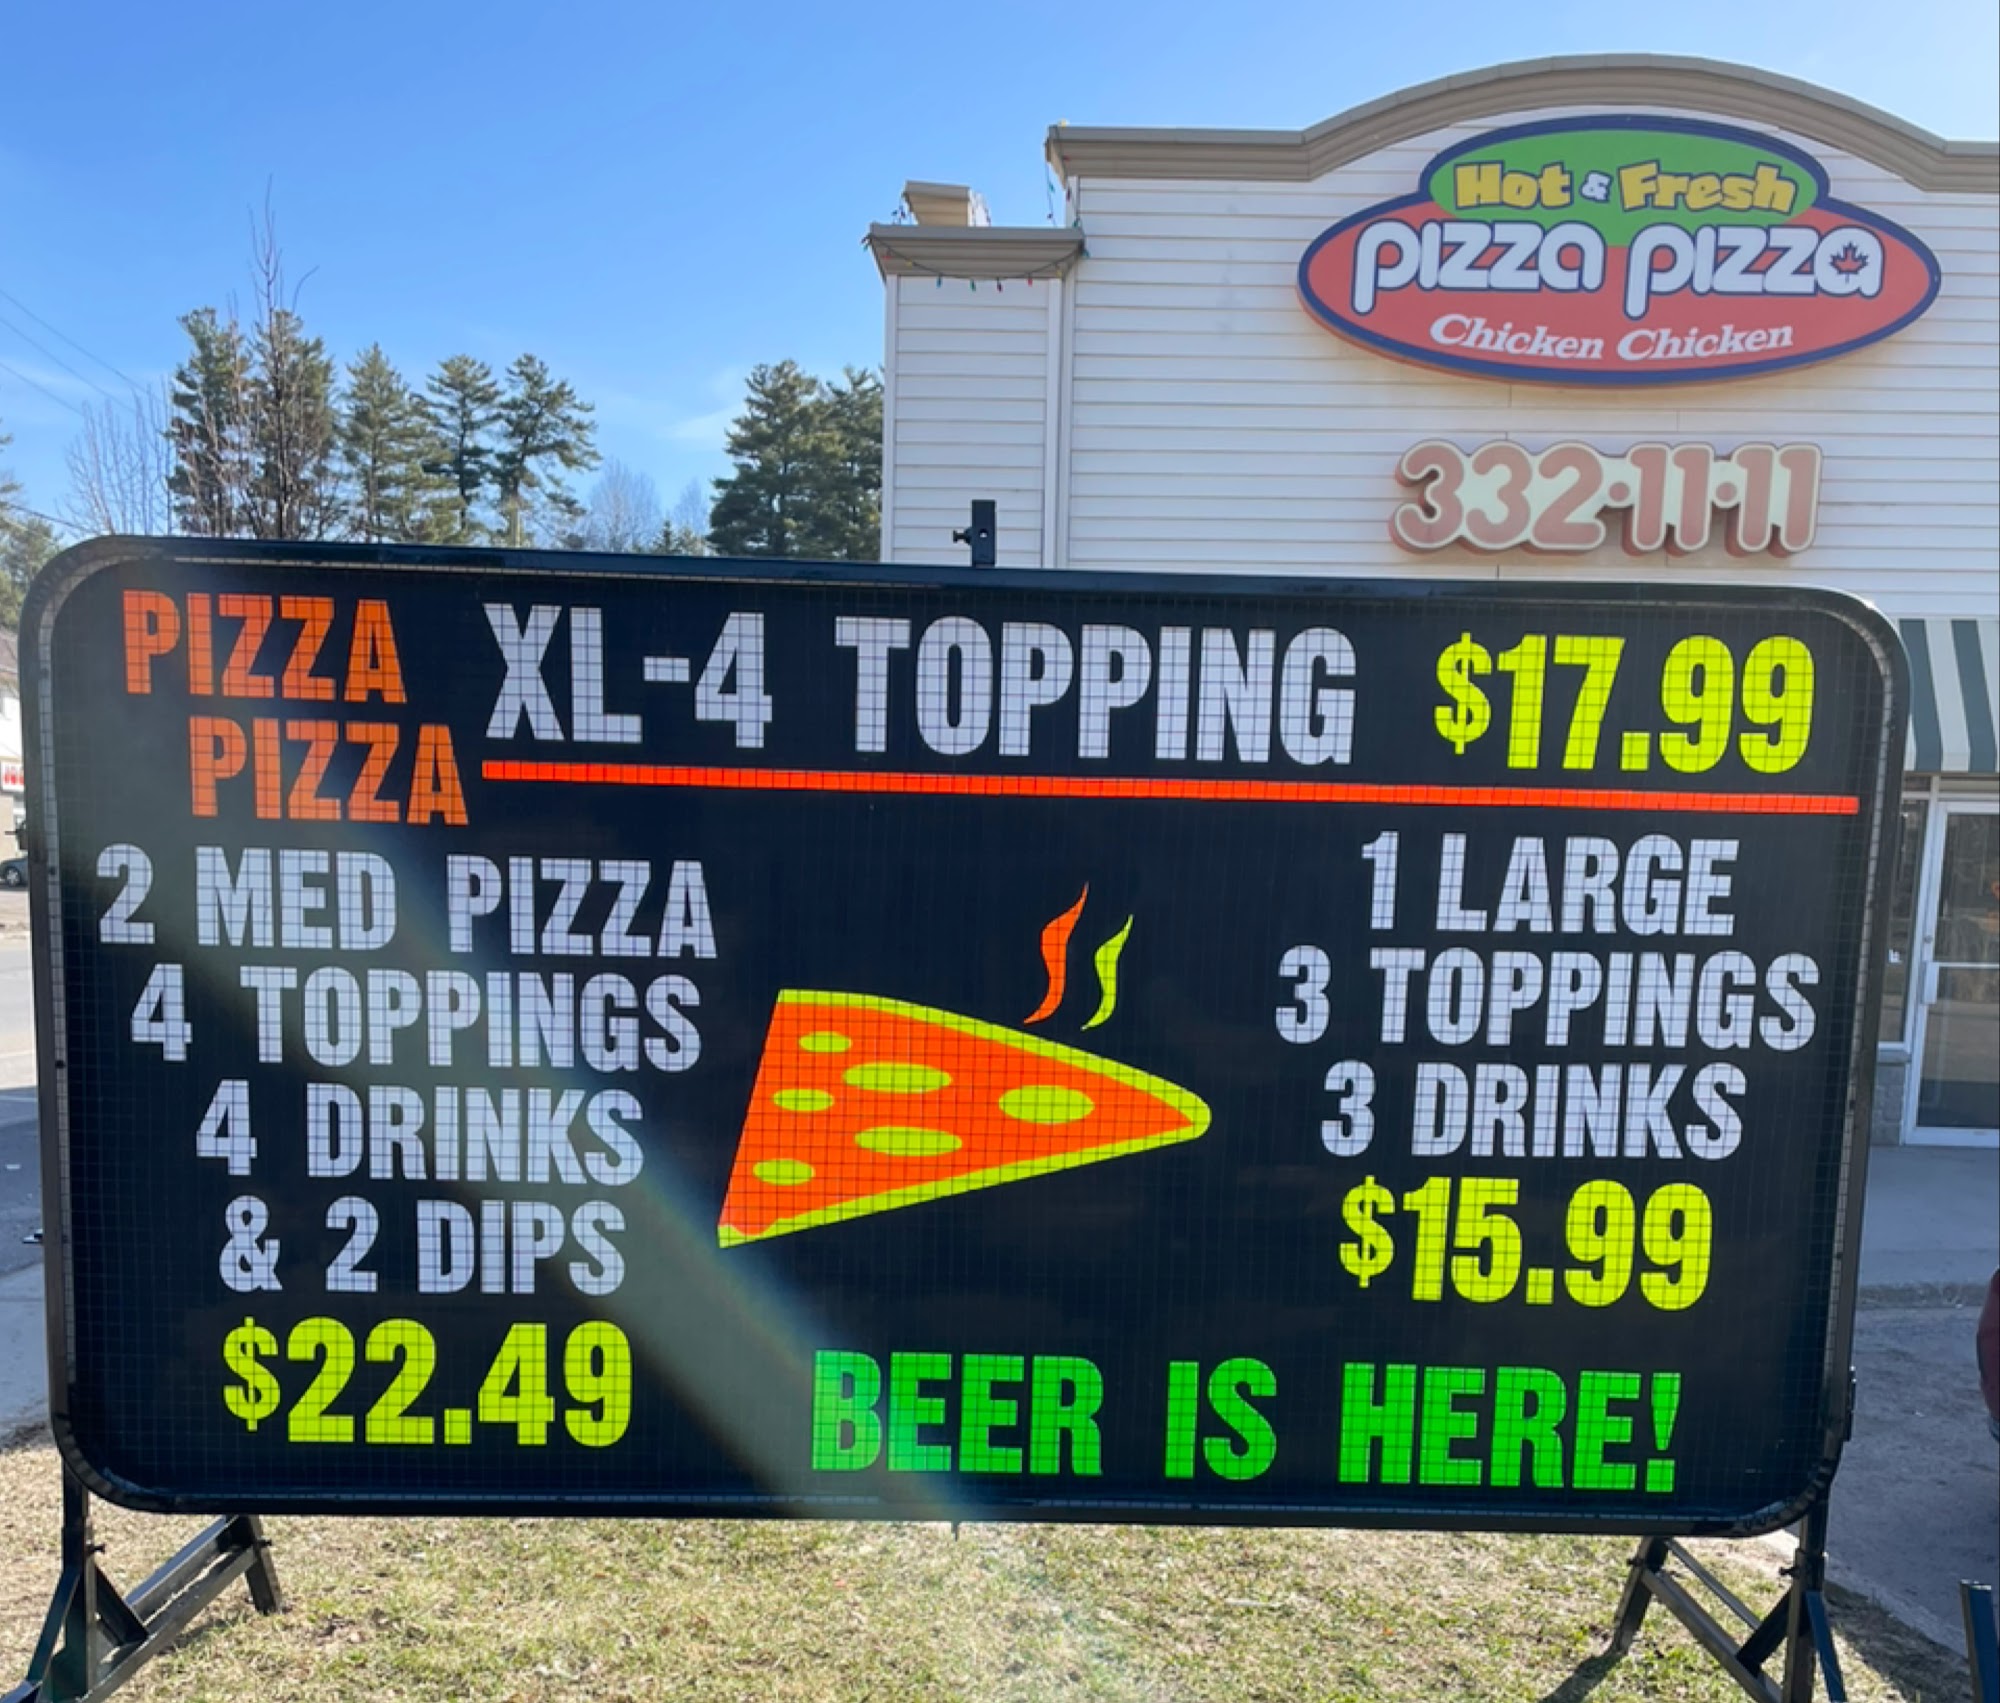 Hot & Fresh
pizza pizza
Chicken Chicken
332·11·11
PIZZA
PIZZA
XL-4 TOPPING $17.99
2 MED PIZZA
4 TOPPINGS
4 DRINKS
& 2 DIPS
$22.49
1 LARGE
3 TOPPINGS
3 DRINKS
$15.99
BEER IS HERE!